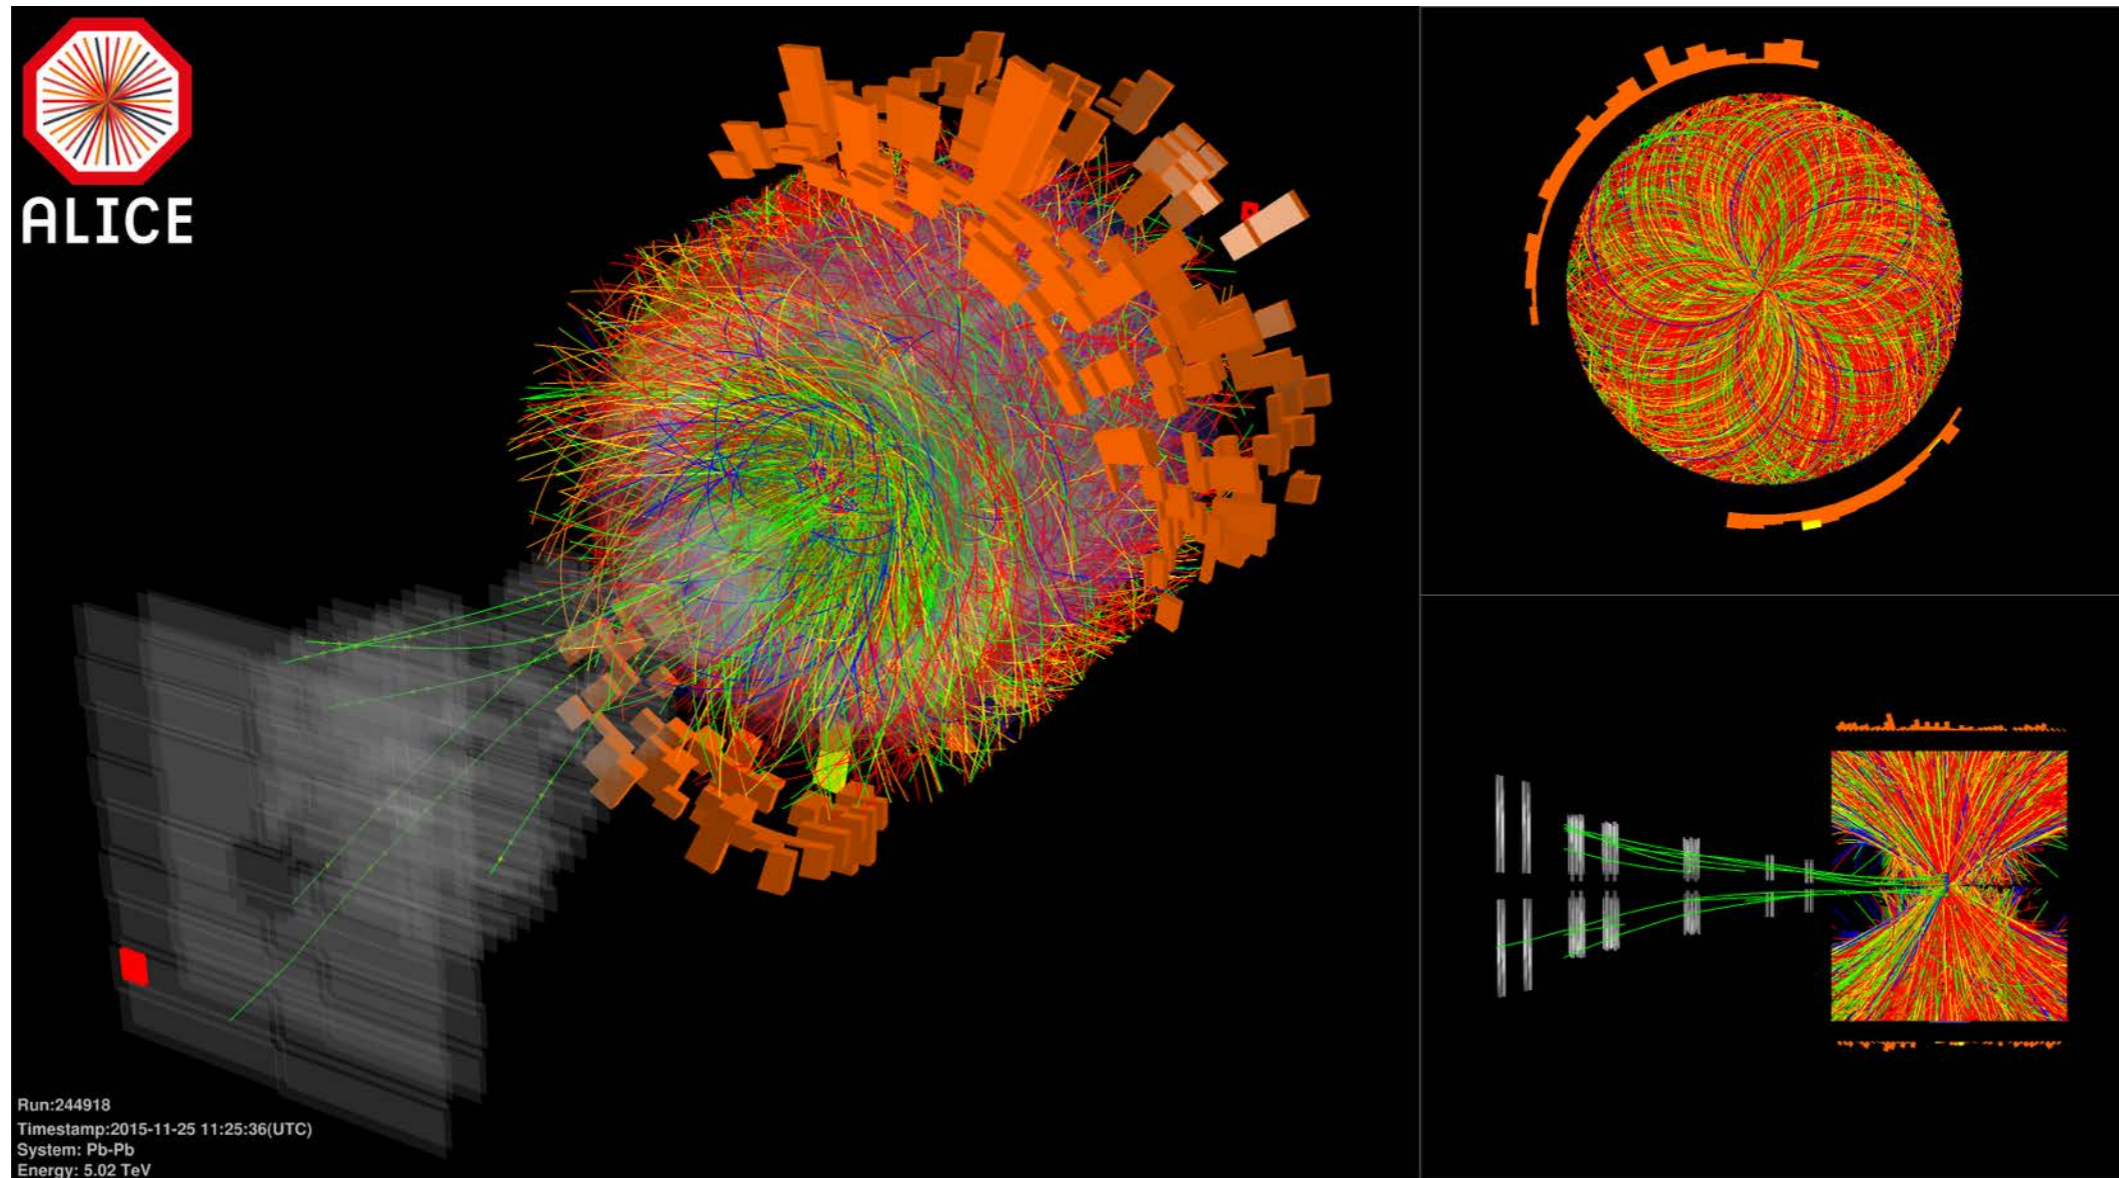 ALICE
Run:244918
Timestamp:2015-11-25 11:25:36(UTC)
System: Pb-Pb
Energy: 5.02 TeV